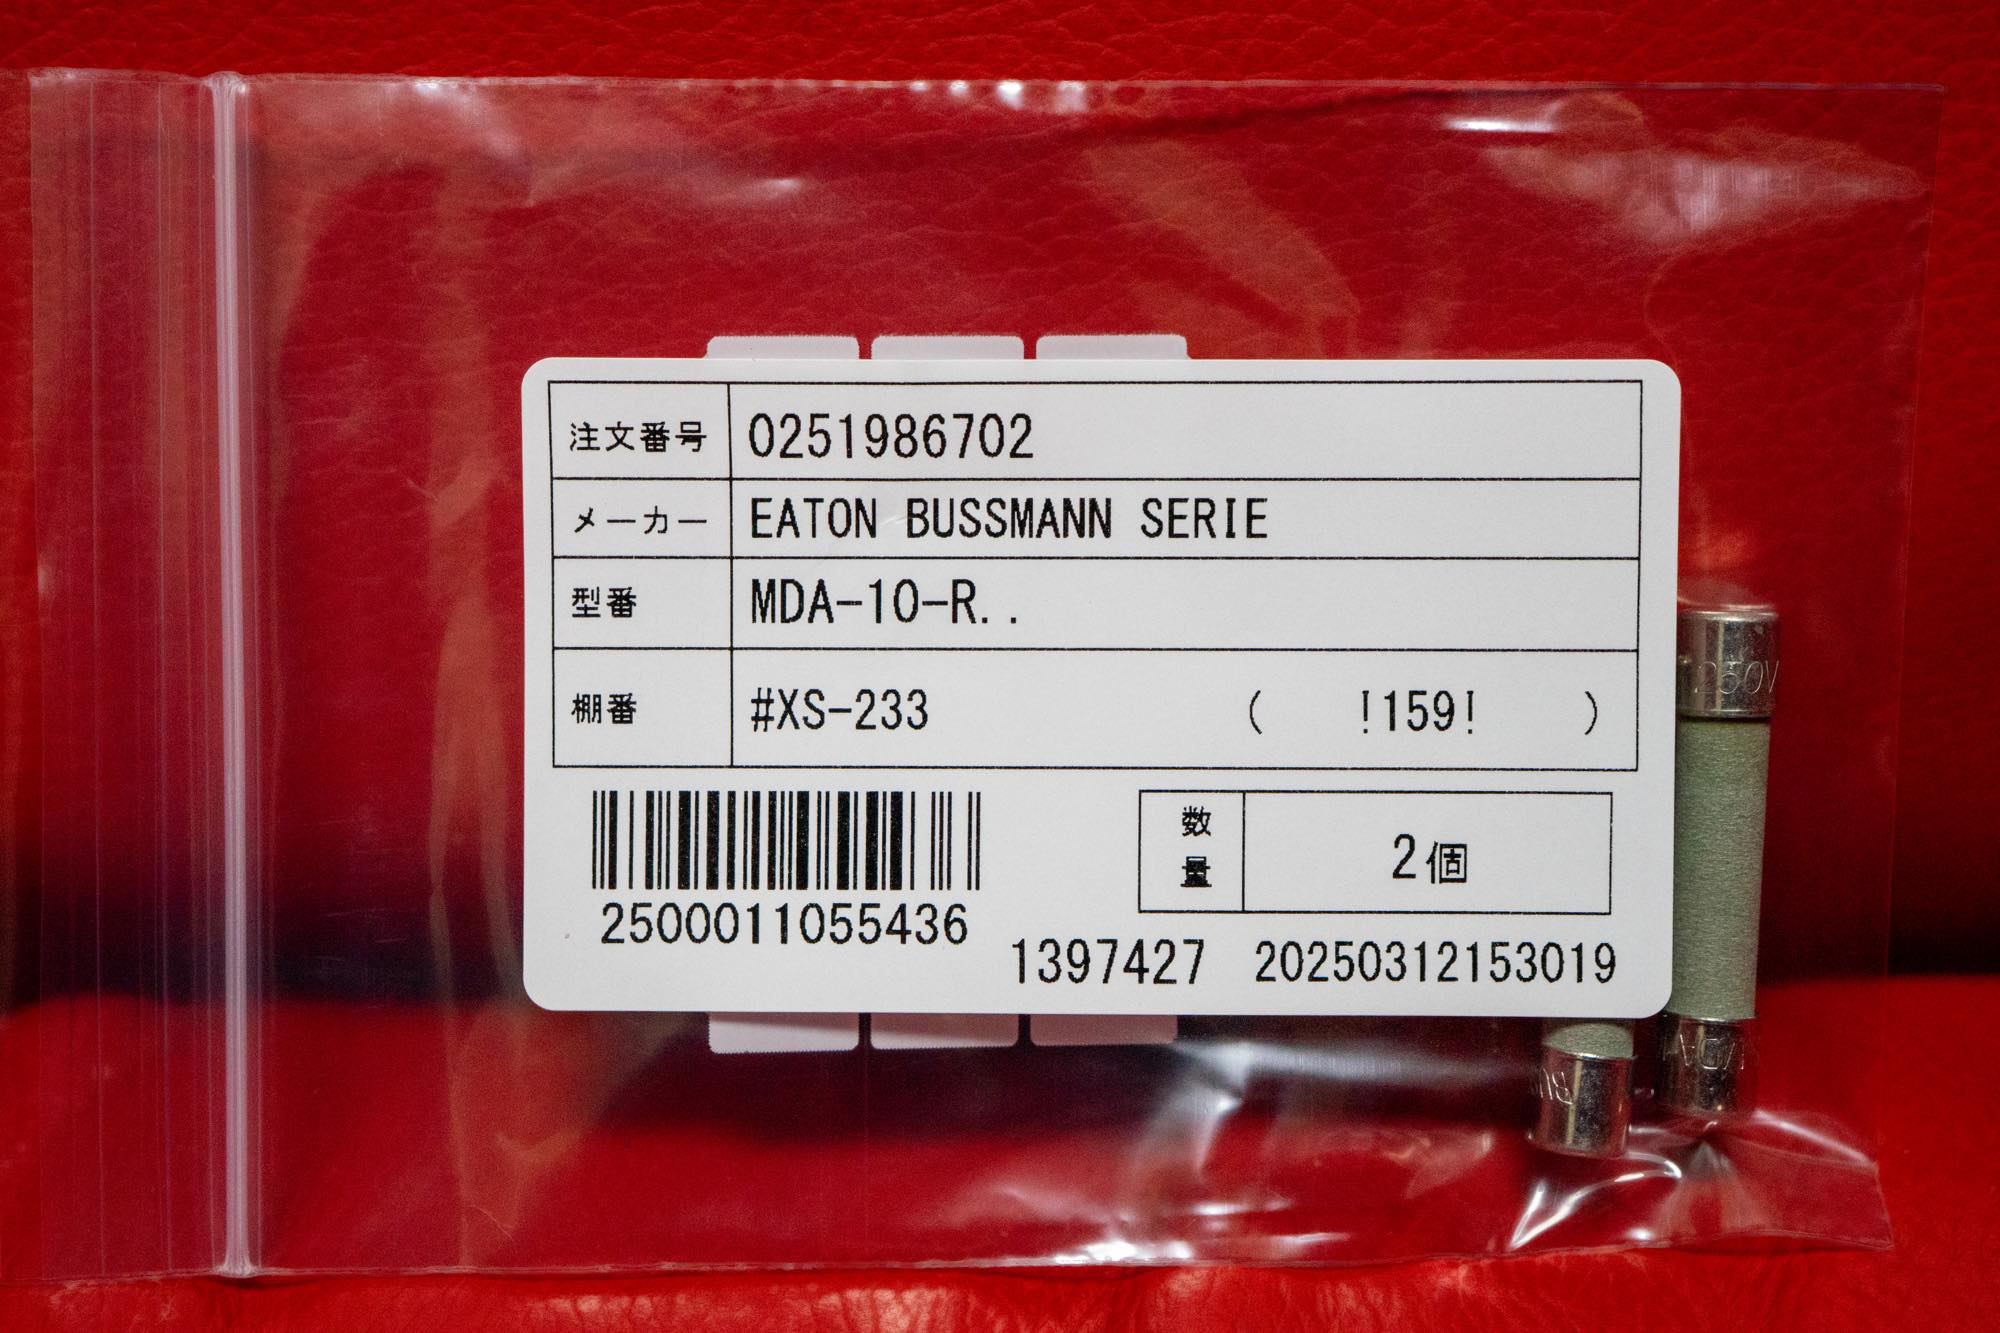 注文番号 0251986702
メーカー EATON BUSSMANN SERIE
型番 MDA-10-R..
棚番 #XS-233 ( !159! )
数量 2個
2500011055436
1397427 20250312153019
250V